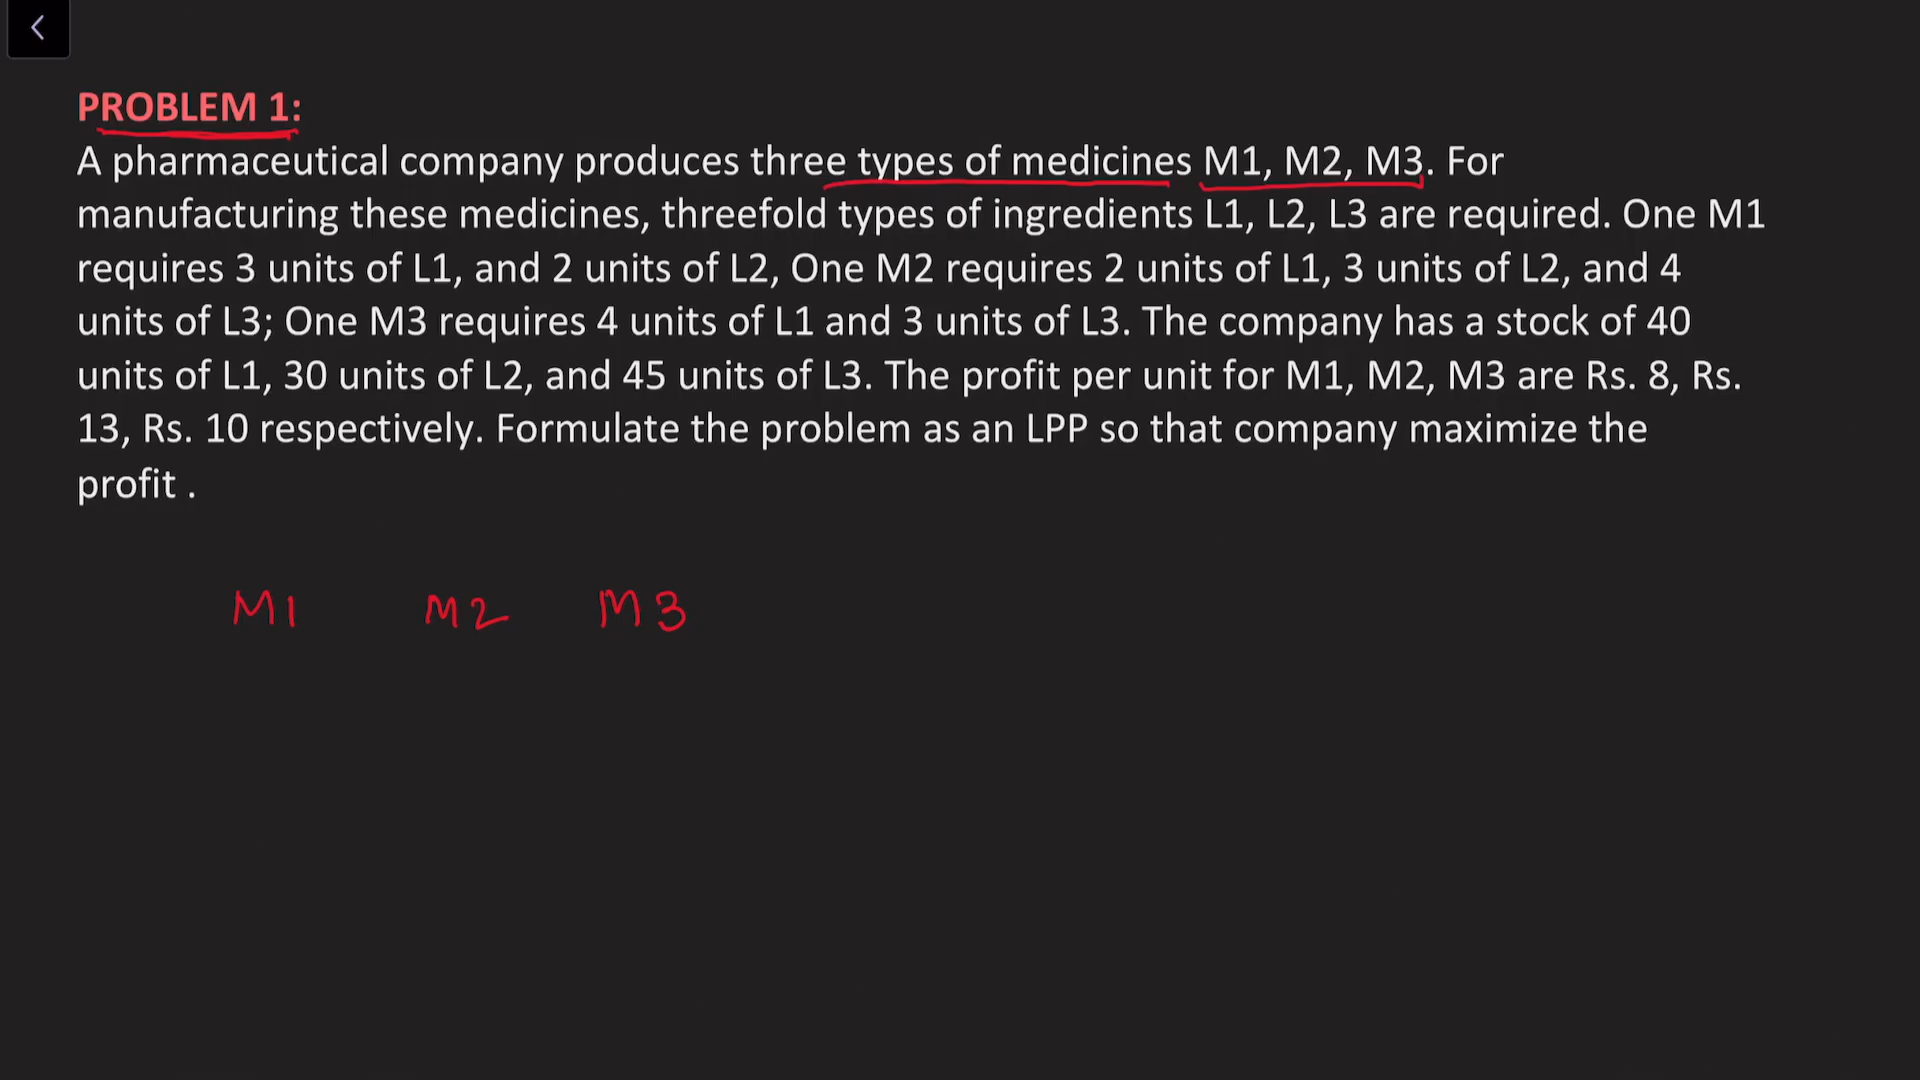 PROBLEM 1:
A pharmaceutical company produces three types of medicines M1, M2, M3. For
manufacturing these medicines, threefold types of ingredients L1, L2, L3 are required. One M1
requires 3 units of L1, and 2 units of L2, One M2 requires 2 units of L1, 3 units of L2, and 4
units of L3; One M3 requires 4 units of L1 and 3 units of L3. The company has a stock of 40
units of L1, 30 units of L2, and 45 units of L3. The profit per unit for M1, M2, M3 are Rs. 8, Rs.
13, Rs. 10 respectively. Formulate the problem as an LPP so that company maximize the
profit .
M1 M2 M3